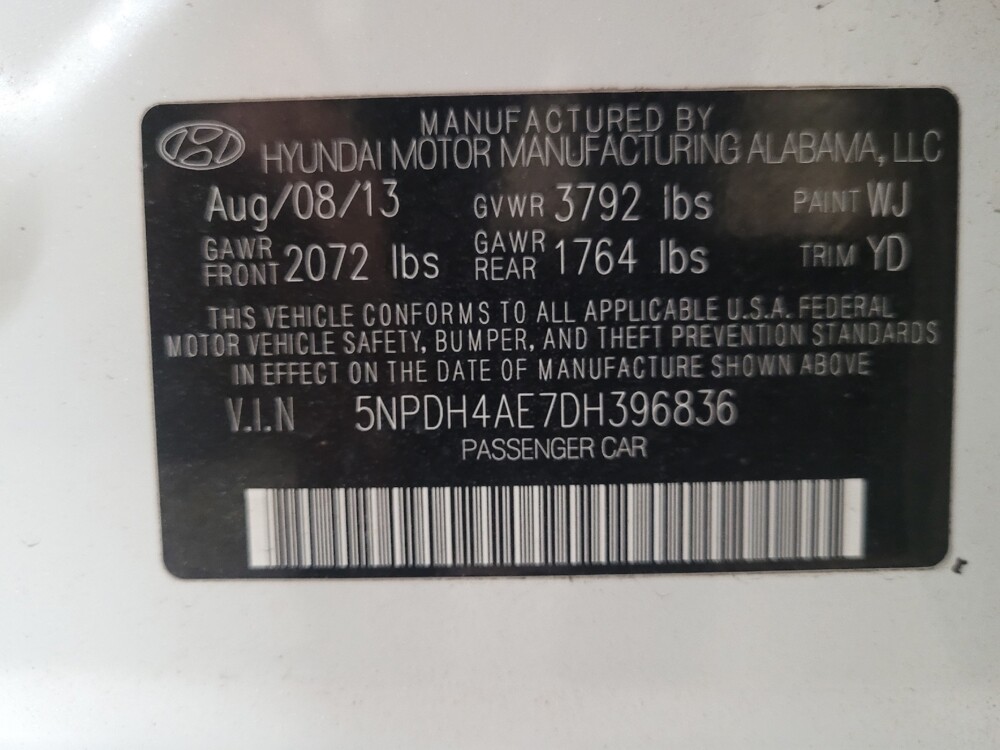 MANUFACTURED BY
HYUNDAI MOTOR MANUFACTURING ALABAMA, LLC
Aug/08/13 GVWR 3792 lbs PAINT WJ
GAWR FRONT 2072 lbs GAWR REAR 1764 lbs TRIM YD
THIS VEHICLE CONFORMS TO ALL APPLICABLE U.S.A. FEDERAL
MOTOR VEHICLE SAFETY, BUMPER, AND THEFT PREVENTION STANDARDS
IN EFFECT ON THE DATE OF MANUFACTURE SHOWN ABOVE
V.I.N 5NPDH4AE7DH396836
PASSENGER CAR